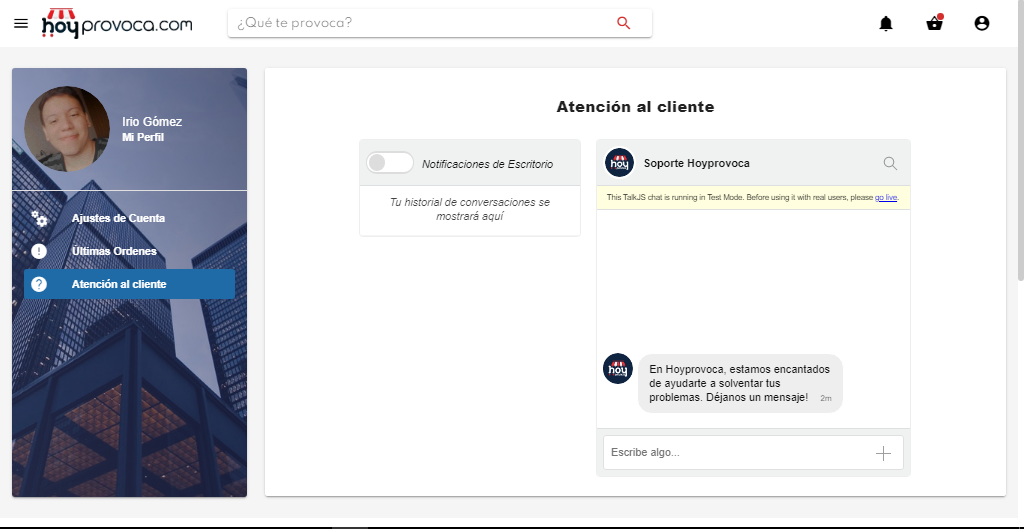 hoyprovoca.com
¿Qué te provoca?
Irio Gómez
Mi Perfil
Ajustes de Cuenta
Últimas Ordenes
Atención al cliente
Atención al cliente
Notificaciones de Escritorio
Tu historial de conversaciones se
mostrará aquí
hoy
Soporte Hoyprovoca
This TalkJS chat is running in Test Mode. Before using it with real users, please go live.
hoy
En Hoyprovoca, estamos encantados
de ayudarte a solventar tus
problemas. Déjanos un mensaje! 2m
Escribe algo...